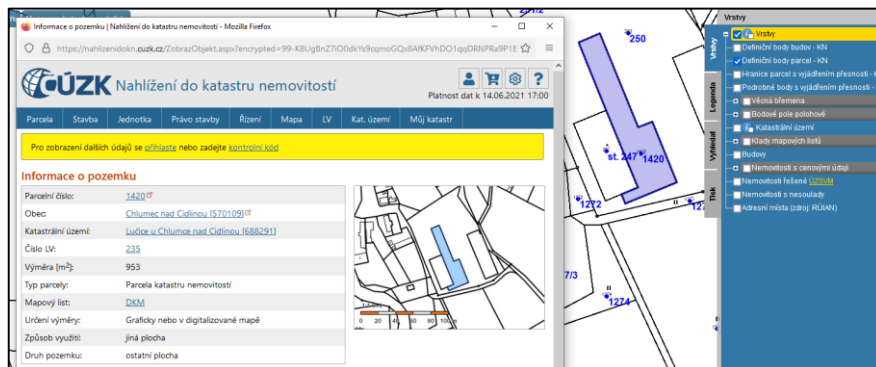 Informace o pozemku | Nahlížení do katastru nemovitostí - Mozilla Firefox
https://nahlizenidokn.cuzk.cz/ZobrazObjekt.aspx?encrypted=
ČÚZK Nahlížení do katastru nemovitostí
Platnost dat k 14.06.2021 17:00
Parcela Stavba Jednotka Právo stavby Řízení Mapa LV Kat. území Můj katastr
Pro zobrazení dalších údajů se přihlaste nebo zadejte kontrolní kód
Informace o pozemku
Parcelní číslo: 1420
Obec: Chlumec nad Cidlinou [570109]
Katastrální území: Lučice u Chlumce nad Cidlinou [688291]
Číslo LV: 235
Výměra [m²]: 953
Typ parcely: Parcela katastru nemovitostí
Mapový list: DKM
Určení výměry: Graficky nebo v digitalizované mapě
Způsob využití: jiná plocha
Druh pozemku: ostatní plocha
0 20 40 60 80 100 m
250
st. 247 1420
1272
7/3
1274
Vrstvy
Vrstvy
Legenda
Vyhledat
Tisk
Vrstvy
Definiční body budov - KN
Definiční body parcel - KN
Hranice parcel s vyjádřením přesnosti -
Podrobné body s vyjádřením přesnosti -
Věcná břemena
Bodové pole polohové
Katastrální území
Klady mapových listů
Budovy
Nemovitosti s cenovými údaji
Nemovitosti řešené ÚZSVM
Nemovitosti s nesoulady
Adresní místa (zdroj: RÚIAN)